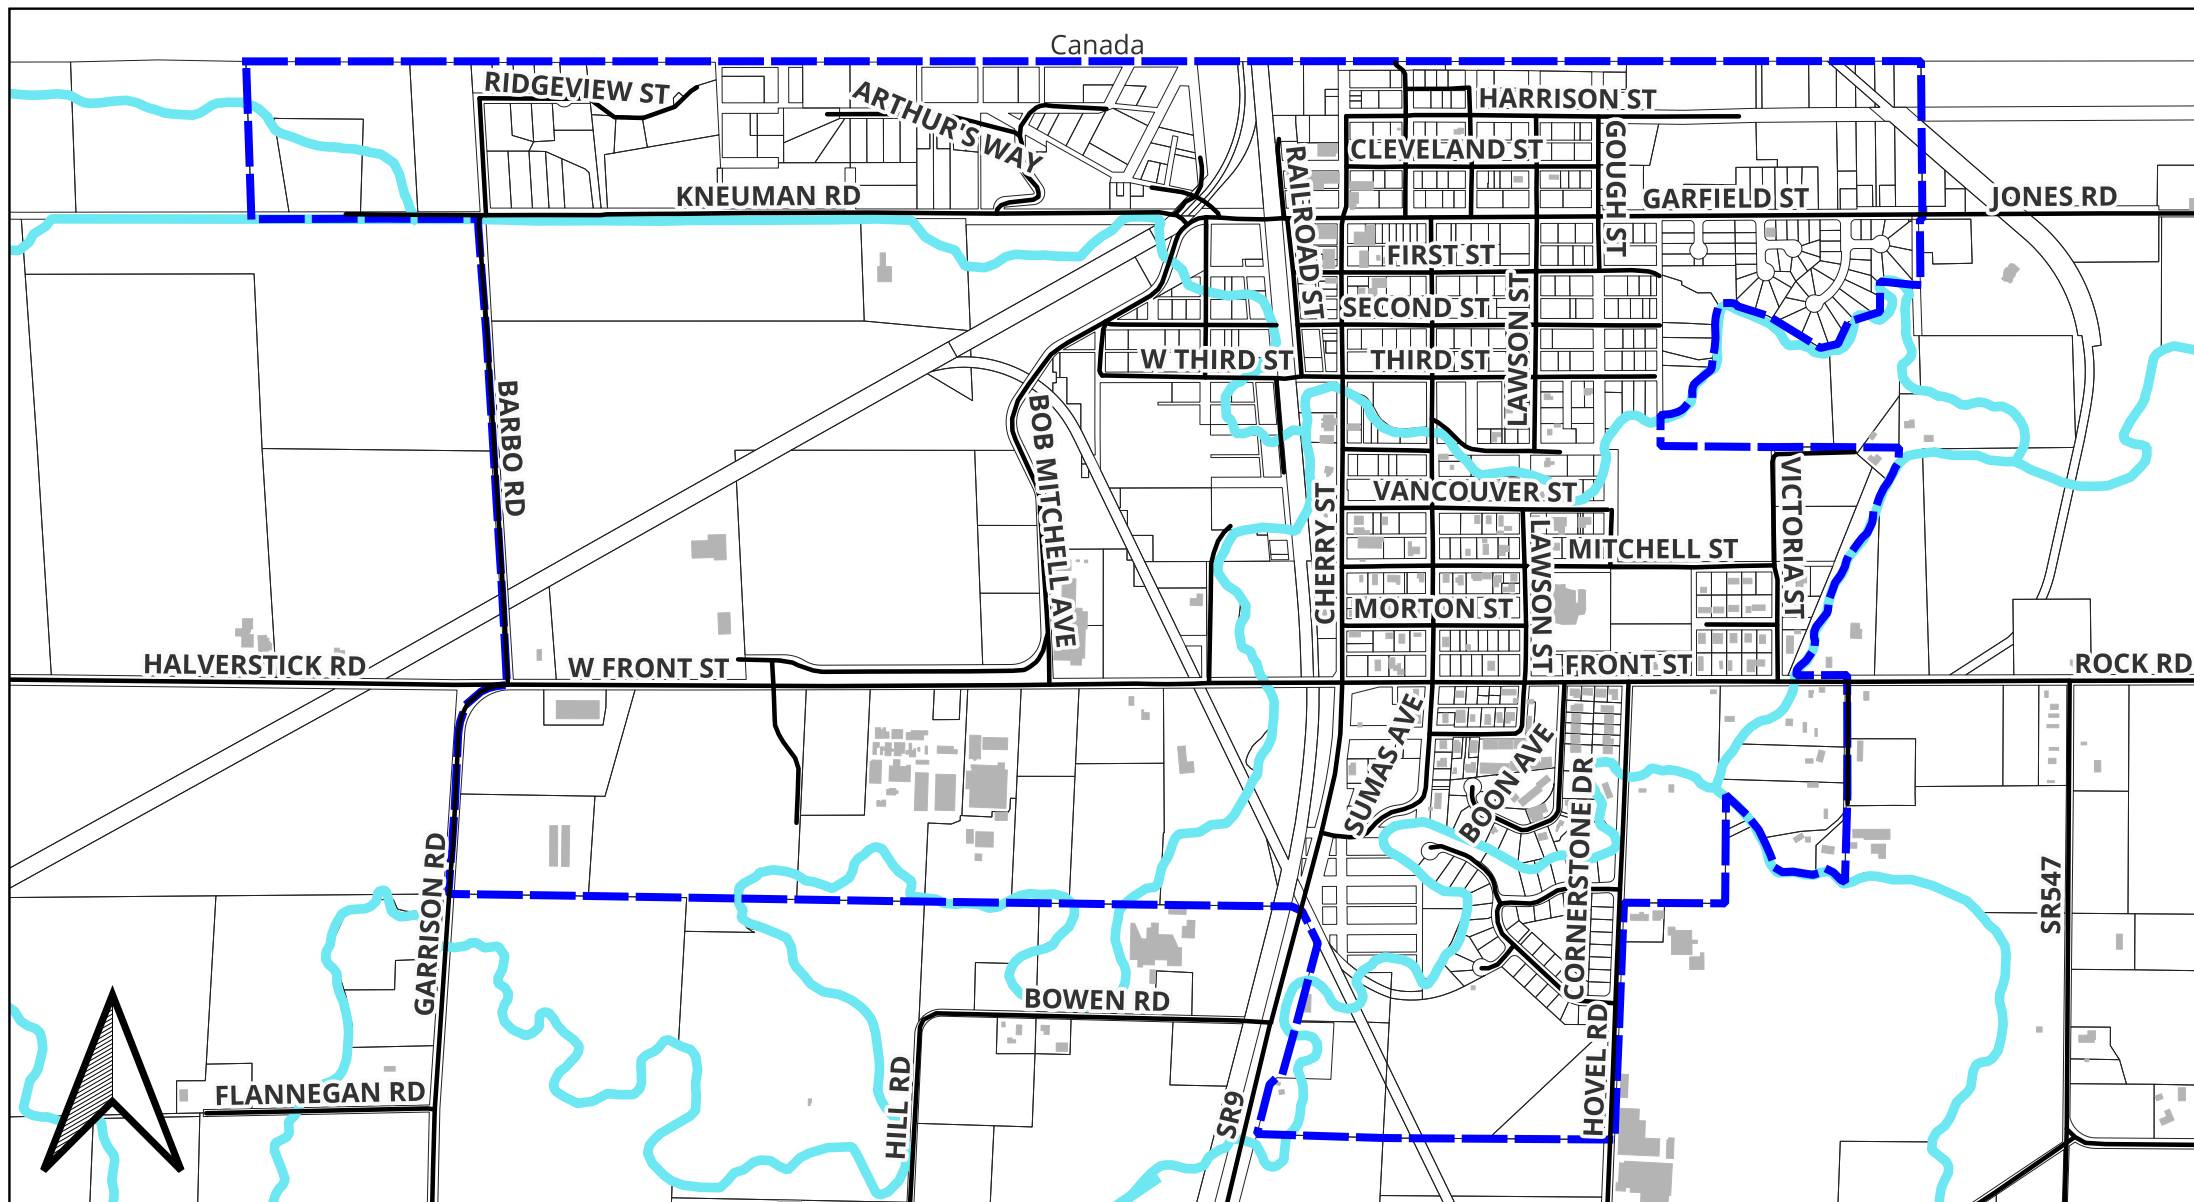 Canada
RIDGEVIEW ST
ARTHUR'S WAY
HARRISON ST
CLEVELAND ST
GOUGH ST
KNEUMAN RD
RAILROAD ST
GARFIELD ST
JONES RD
FIRST ST
SECOND ST
LAWSON ST
W THIRD ST
THIRD ST
BARBO RD
BOB MITCHELL AVE
CHERRY ST
VANCOUVER ST
VICTORIA ST
LAWSON ST
MITCHELL ST
MORTON ST
HALVERSTICK RD
W FRONT ST
FRONT ST
ROCK RD
SUMAS AVE
BOON AVE
CORNERSTONE DR
GARRISON RD
SR547
BOWEN RD
HOVEL RD
FLANNEGAN RD
HILL RD
SR9